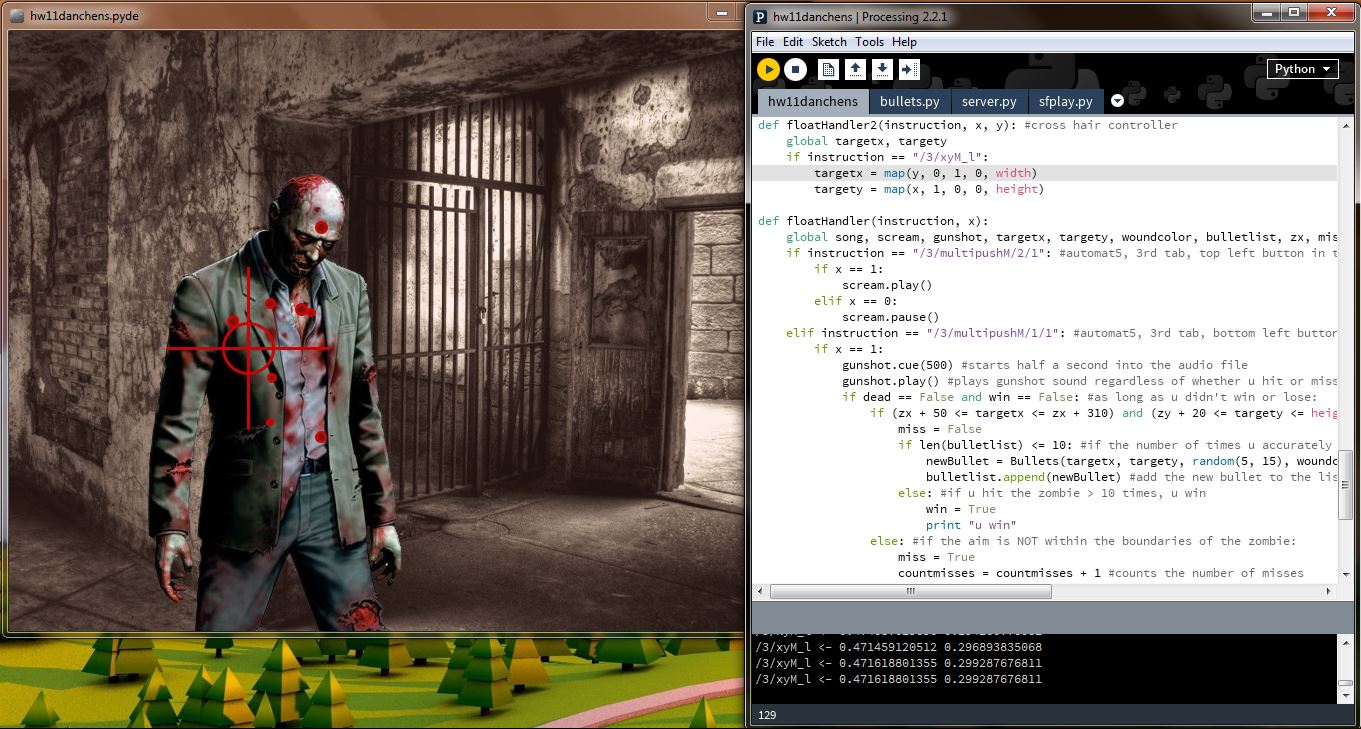 hw11danchens.pyde
hw11danchens | Processing 2.2.1
File Edit Sketch Tools Help
Python
hw11danchens bullets.py server.py sfplay.py
def floatHandler2(instruction, x, y): #cross hair controller
global targetx, targety
if instruction == "/3/xyM_l":
targetx = map(y, 0, 1, 0, width)
targety = map(x, 1, 0, 0, height)
def floatHandler(instruction, x):
global song, scream, gunshot, targetx, targety, woundcolor, bulletlist, zx, mis
if instruction == "/3/multipushM/2/1": #automat5, 3rd tab, top left button in t
if x == 1:
scream.play()
elif x == 0:
scream.pause()
elif instruction == "/3/multipushM/1/1": #automat5, 3rd tab, bottom left button
if x == 1:
gunshot.cue(500) #starts half a second into the audio file
gunshot.play() #plays gunshot sound regardless of whether u hit or miss
if dead == False and win == False: #as long as u didn't win or lose:
if (zx + 50 <= targetx <= zx + 310) and (zy + 20 <= targety <= heig
miss = False
if len(bulletlist) <= 10: #if the number of times u accurately
newBullet = Bullets(targetx, targety, random(5, 15), woundc
bulletlist.append(newBullet) #add the new bullet to the lis
else: #if u hit the zombie > 10 times, u win
win = True
print "u win"
else: #if the aim is NOT within the boundaries of the zombie:
miss = True
countmisses = countmisses + 1 #counts the number of misses
/3/xyM_l <- 0.471459120512 0.296893835068
/3/xyM_l <- 0.471618801355 0.299287676811
/3/xyM_l <- 0.471618801355 0.299287676811
129